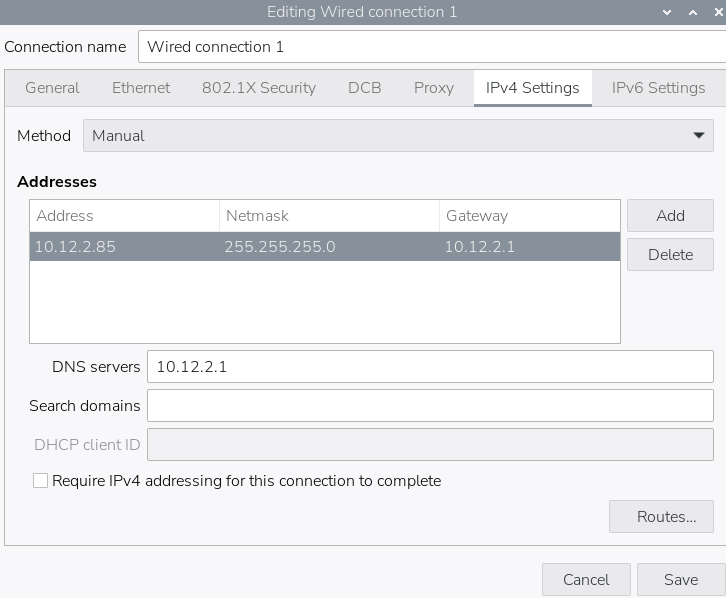 Editing Wired connection 1
Connection name Wired connection 1
General Ethernet 802.1X Security DCB Proxy IPv4 Settings IPv6 Settings
Method Manual
Addresses
Address Netmask Gateway Add
10.12.2.85 255.255.255.0 10.12.2.1
Delete
DNS servers 10.12.2.1
Search domains
DHCP client ID
Require IPv4 addressing for this connection to complete
Routes...
Cancel Save